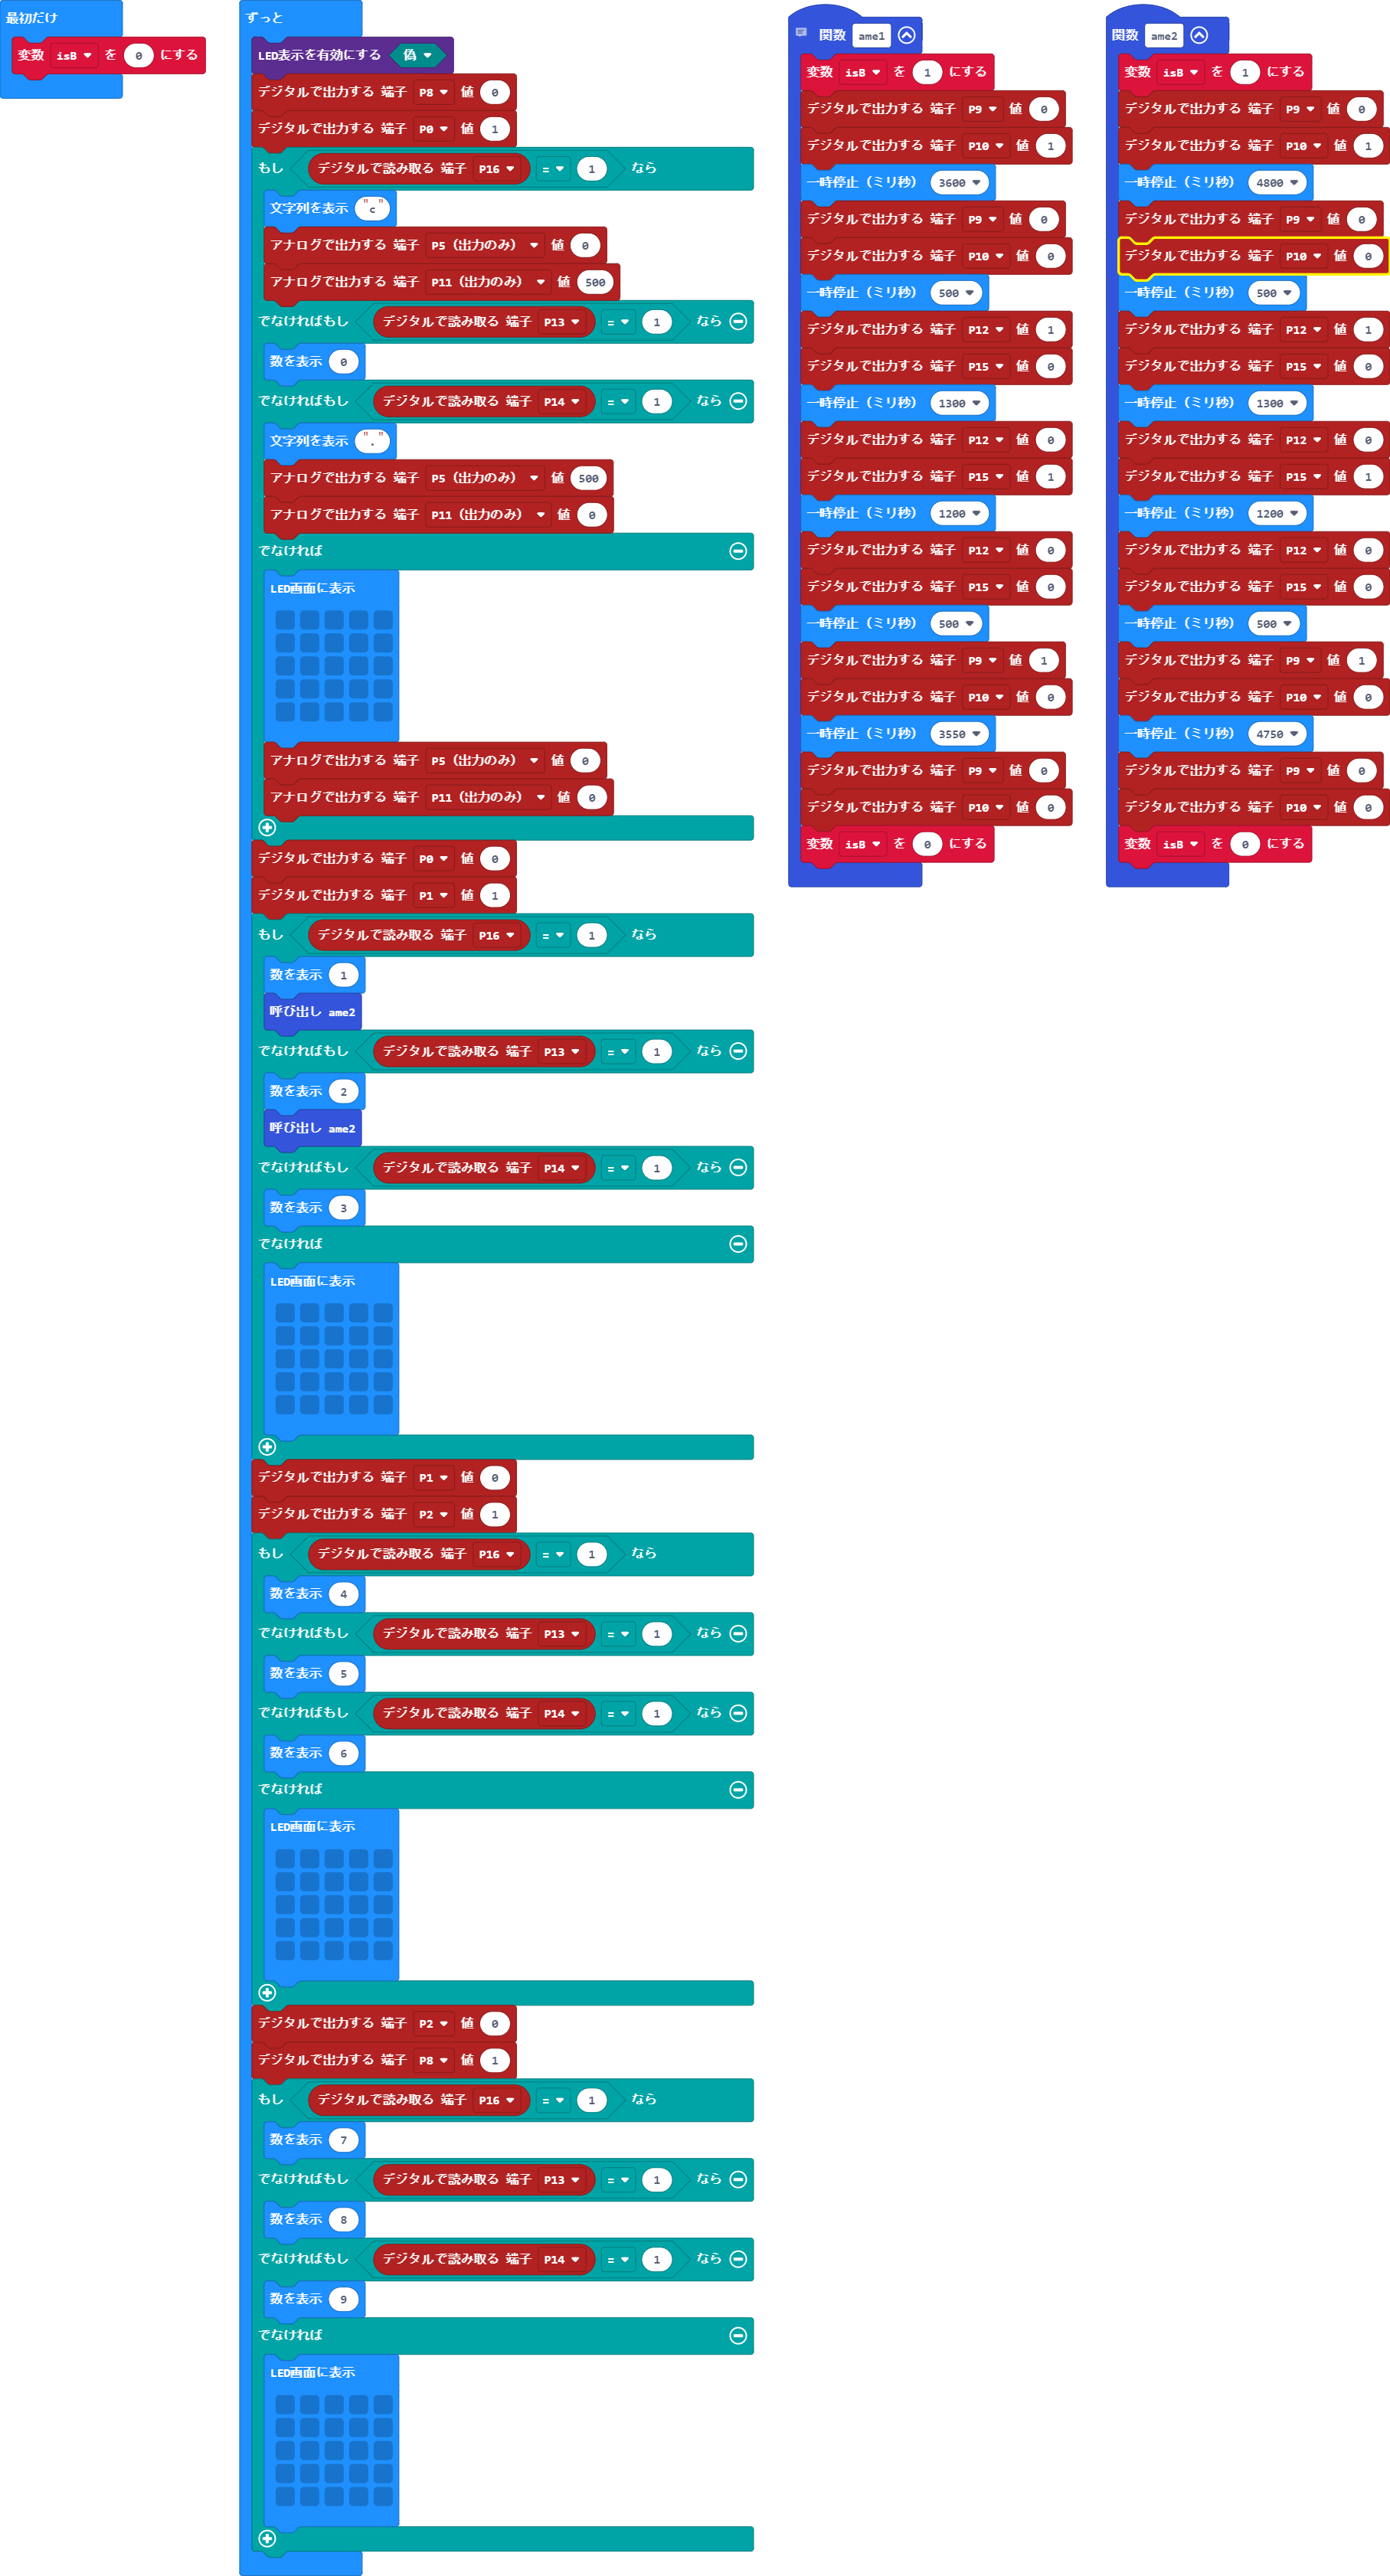 最初だけ
変数 isB を 0 にする
ずっと
LED表示を有効にする 偽
デジタルで出力する 端子 P8 値 0
デジタルで出力する 端子 P0 値 1
もし デジタルで読み取る 端子 P16 = 1 なら
文字列を表示 "c"
アナログで出力する 端子 P5（出力のみ） 値 0
アナログで出力する 端子 P11（出力のみ） 値 500
でなければもし デジタルで読み取る 端子 P13 = 1 なら
数を表示 0
でなければもし デジタルで読み取る 端子 P14 = 1 なら
文字列を表示 "."
アナログで出力する 端子 P5（出力のみ） 値 500
アナログで出力する 端子 P11（出力のみ） 値 0
でなければ
LED画面に表示
アナログで出力する 端子 P5（出力のみ） 値 0
アナログで出力する 端子 P11（出力のみ） 値 0
デジタルで出力する 端子 P0 値 0
デジタルで出力する 端子 P1 値 1
もし デジタルで読み取る 端子 P16 = 1 なら
数を表示 1
呼び出し ame2
でなければもし デジタルで読み取る 端子 P13 = 1 なら
数を表示 2
呼び出し ame2
でなければもし デジタルで読み取る 端子 P14 = 1 なら
数を表示 3
でなければ
LED画面に表示
デジタルで出力する 端子 P1 値 0
デジタルで出力する 端子 P2 値 1
もし デジタルで読み取る 端子 P16 = 1 なら
数を表示 4
でなければもし デジタルで読み取る 端子 P13 = 1 なら
数を表示 5
でなければもし デジタルで読み取る 端子 P14 = 1 なら
数を表示 6
でなければ
LED画面に表示
デジタルで出力する 端子 P2 値 0
デジタルで出力する 端子 P8 値 1
もし デジタルで読み取る 端子 P16 = 1 なら
数を表示 7
でなければもし デジタルで読み取る 端子 P13 = 1 なら
数を表示 8
でなければもし デジタルで読み取る 端子 P14 = 1 なら
数を表示 9
でなければ
LED画面に表示
関数 ame1
変数 isB を 1 にする
デジタルで出力する 端子 P9 値 0
デジタルで出力する 端子 P10 値 1
一時停止（ミリ秒） 3600
デジタルで出力する 端子 P9 値 0
デジタルで出力する 端子 P10 値 0
一時停止（ミリ秒） 500
デジタルで出力する 端子 P12 値 1
デジタルで出力する 端子 P15 値 0
一時停止（ミリ秒） 1300
デジタルで出力する 端子 P12 値 0
デジタルで出力する 端子 P15 値 1
一時停止（ミリ秒） 1200
デジタルで出力する 端子 P12 値 0
デジタルで出力する 端子 P15 値 0
一時停止（ミリ秒） 500
デジタルで出力する 端子 P9 値 1
デジタルで出力する 端子 P10 値 0
一時停止（ミリ秒） 3550
デジタルで出力する 端子 P9 値 0
デジタルで出力する 端子 P10 値 0
変数 isB を 0 にする
関数 ame2
変数 isB を 1 にする
デジタルで出力する 端子 P9 値 0
デジタルで出力する 端子 P10 値 1
一時停止（ミリ秒） 4800
デジタルで出力する 端子 P9 値 0
デジタルで出力する 端子 P10 値 0
一時停止（ミリ秒） 500
デジタルで出力する 端子 P12 値 1
デジタルで出力する 端子 P15 値 0
一時停止（ミリ秒） 1300
デジタルで出力する 端子 P12 値 0
デジタルで出力する 端子 P15 値 1
一時停止（ミリ秒） 1200
デジタルで出力する 端子 P12 値 0
デジタルで出力する 端子 P15 値 0
一時停止（ミリ秒） 500
デジタルで出力する 端子 P9 値 1
デジタルで出力する 端子 P10 値 0
一時停止（ミリ秒） 4750
デジタルで出力する 端子 P9 値 0
デジタルで出力する 端子 P10 値 0
変数 isB を 0 にする